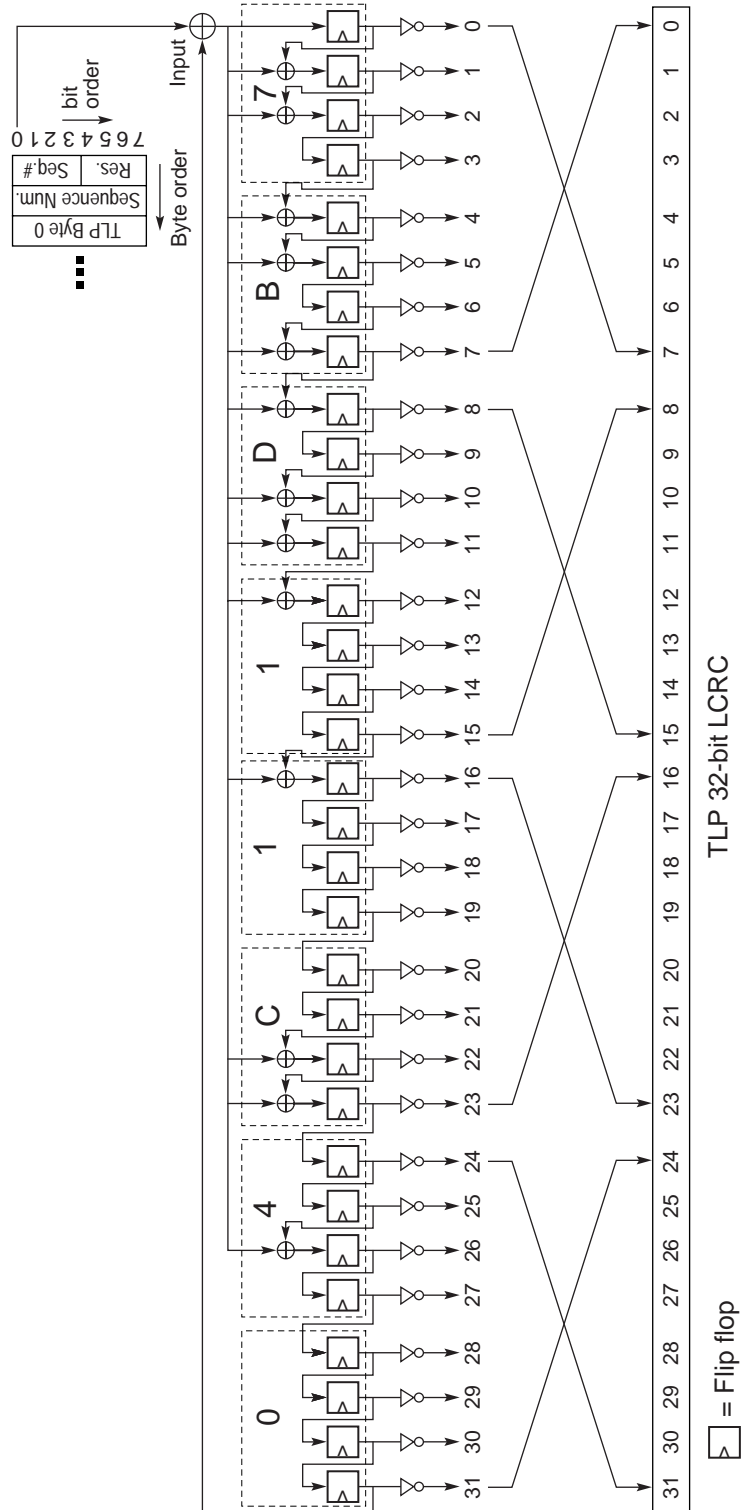 0 1 2 3 4 5 6 7
bit
order
Seq.# Res.
Sequence Num.
TLP Byte 0
Byte order
Input
0 4 C 1 1 D B 7
31 30 29 28 27 26 25 24 23 22 21 20 19 18 17 16 15 14 13 12 11 10 9 8 7 6 5 4 3 2 1 0
31 30 29 28 27 26 25 24 23 22 21 20 19 18 17 16 15 14 13 12 11 10 9 8 7 6 5 4 3 2 1 0
TLP 32-bit LCRC
= Flip flop